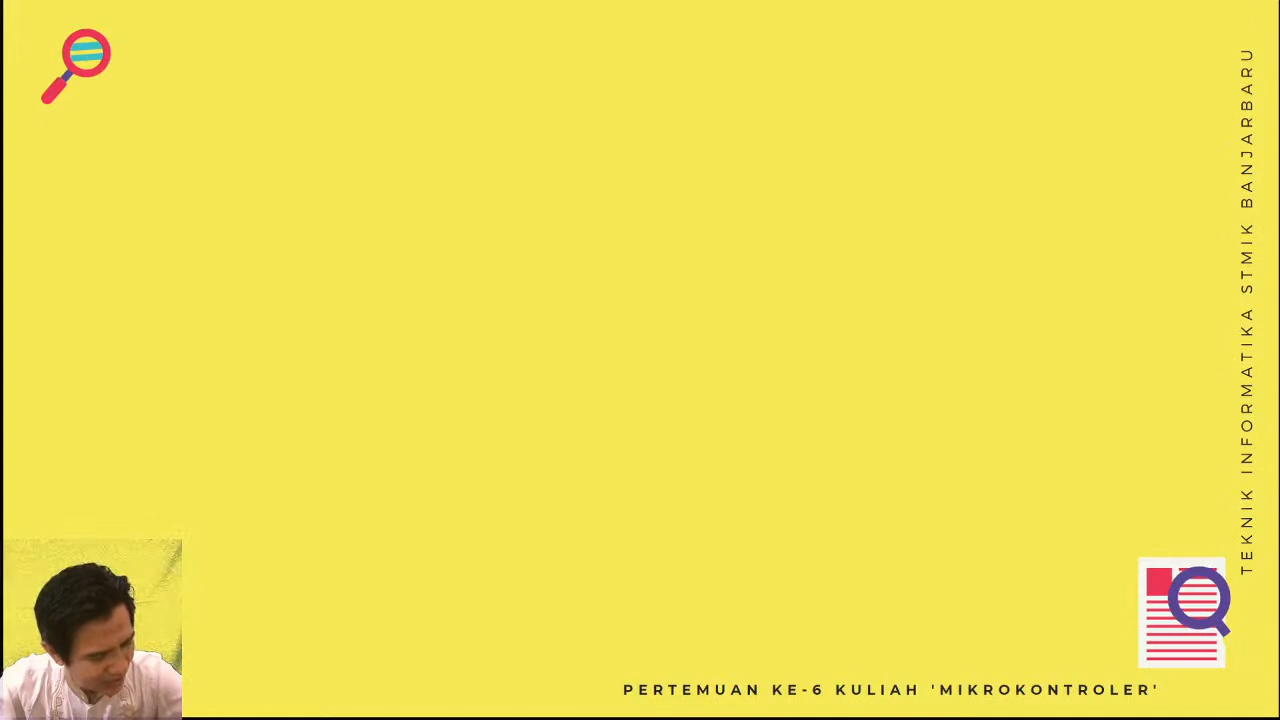 TEKNIK INFORMATIKA STMIK BANJARBARU
PERTEMUAN KE-6 KULIAH 'MIKROKONTROLER'